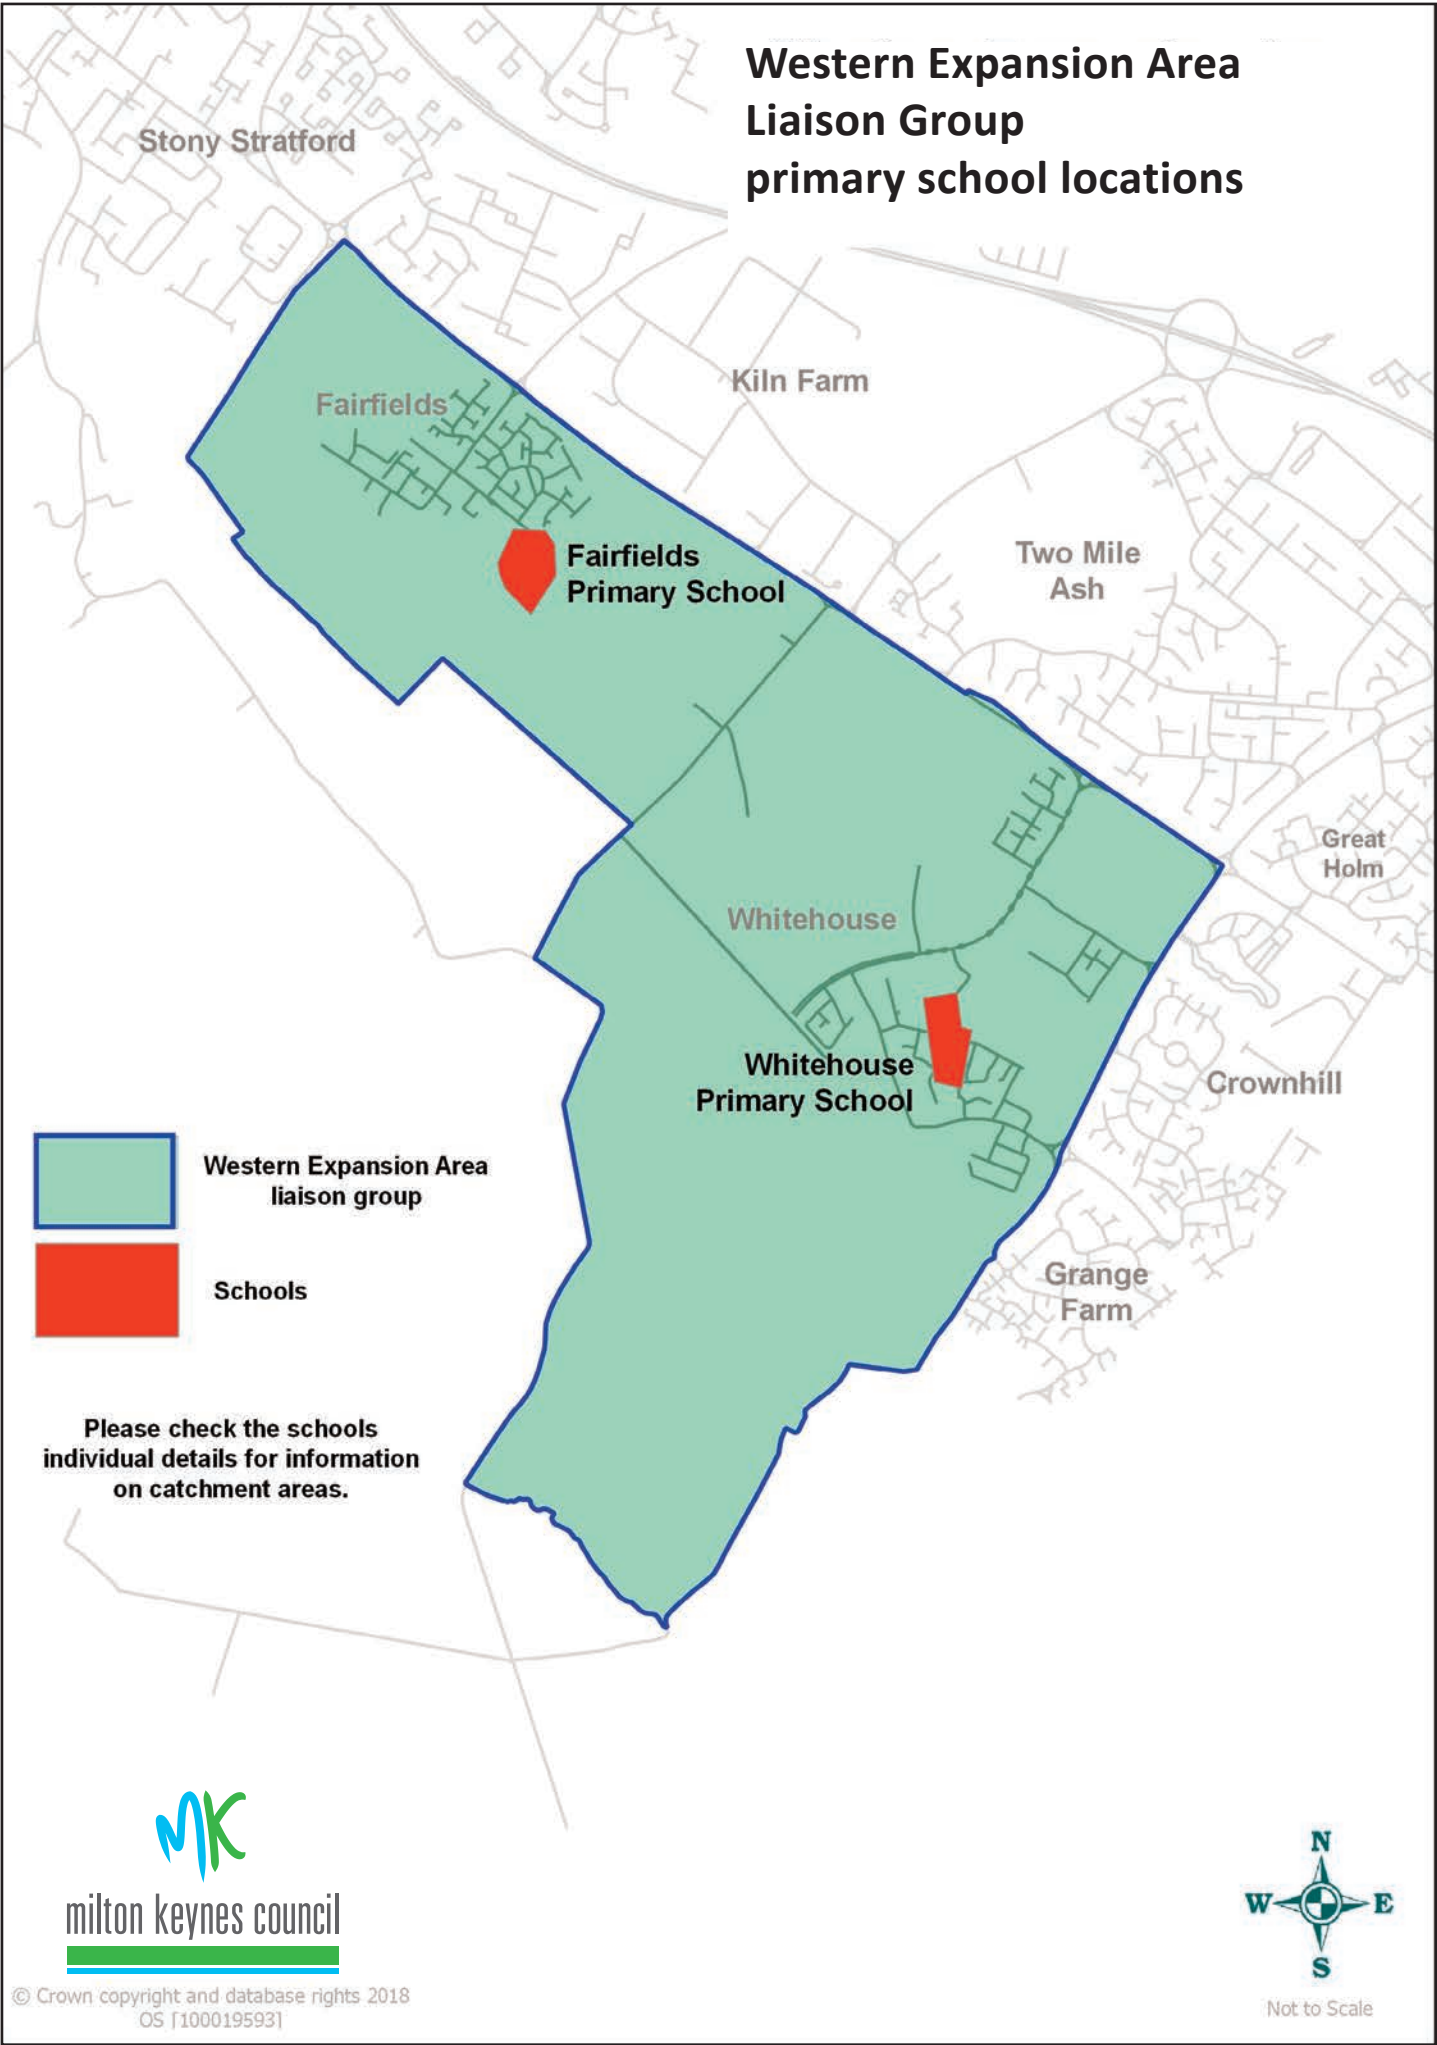 Western Expansion Area
Liaison Group
primary school locations
Stony Stratford
Kiln Farm
Fairfields
Two Mile
Ash
Fairfields
Primary School
Great
Holm
Whitehouse
Whitehouse
Primary School
Crownhill
Grange
Farm
Western Expansion Area
liaison group
Schools
Please check the schools
individual details for information
on catchment areas.
MK
milton keynes council
© Crown copyright and database rights 2018
OS [100019593]
N
W
E
S
Not to Scale